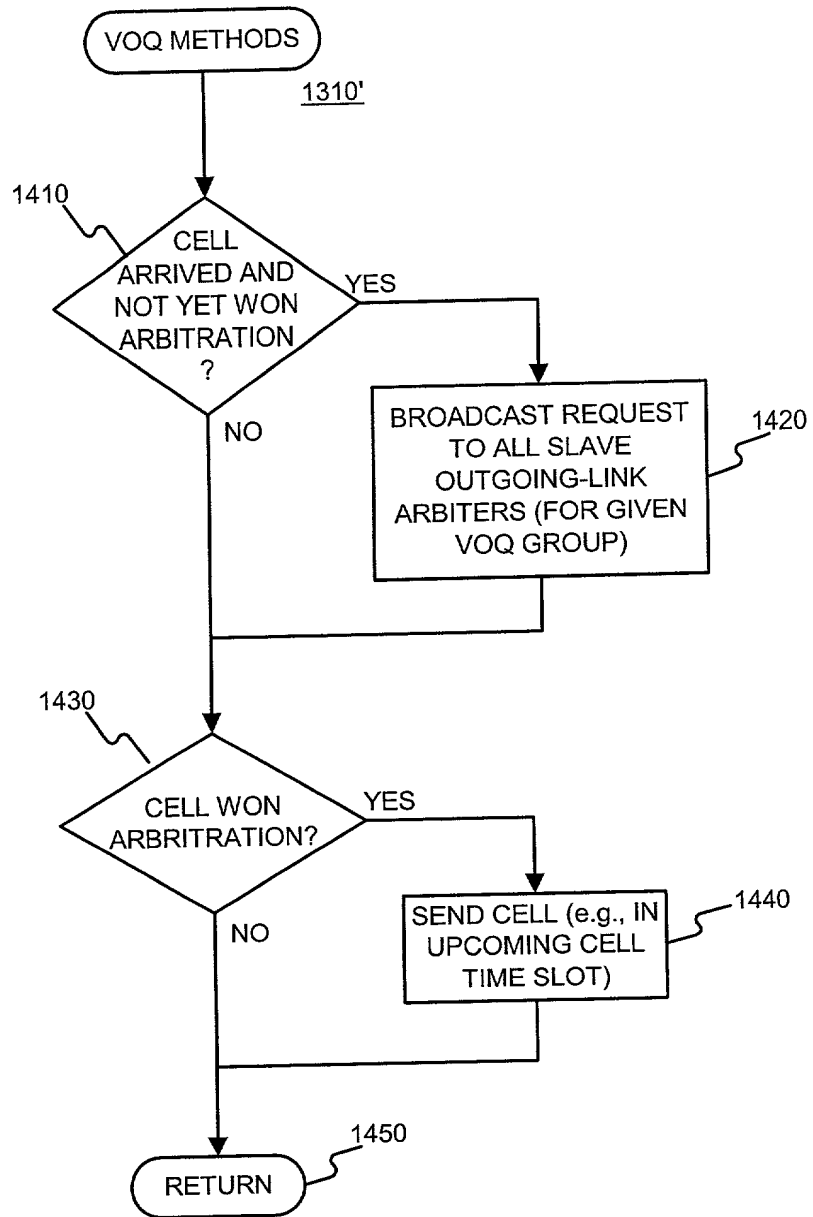 VOQ METHODS
1310'
1410
CELL
ARRIVED AND
NOT YET WON
ARBITRATION
?
YES
NO
BROADCAST REQUEST
TO ALL SLAVE
OUTGOING-LINK
ARBITERS (FOR GIVEN
VOQ GROUP)
1420
1430
CELL WON
ARBRITRATION?
YES
NO
SEND CELL (e.g., IN
UPCOMING CELL
TIME SLOT)
1440
1450
RETURN